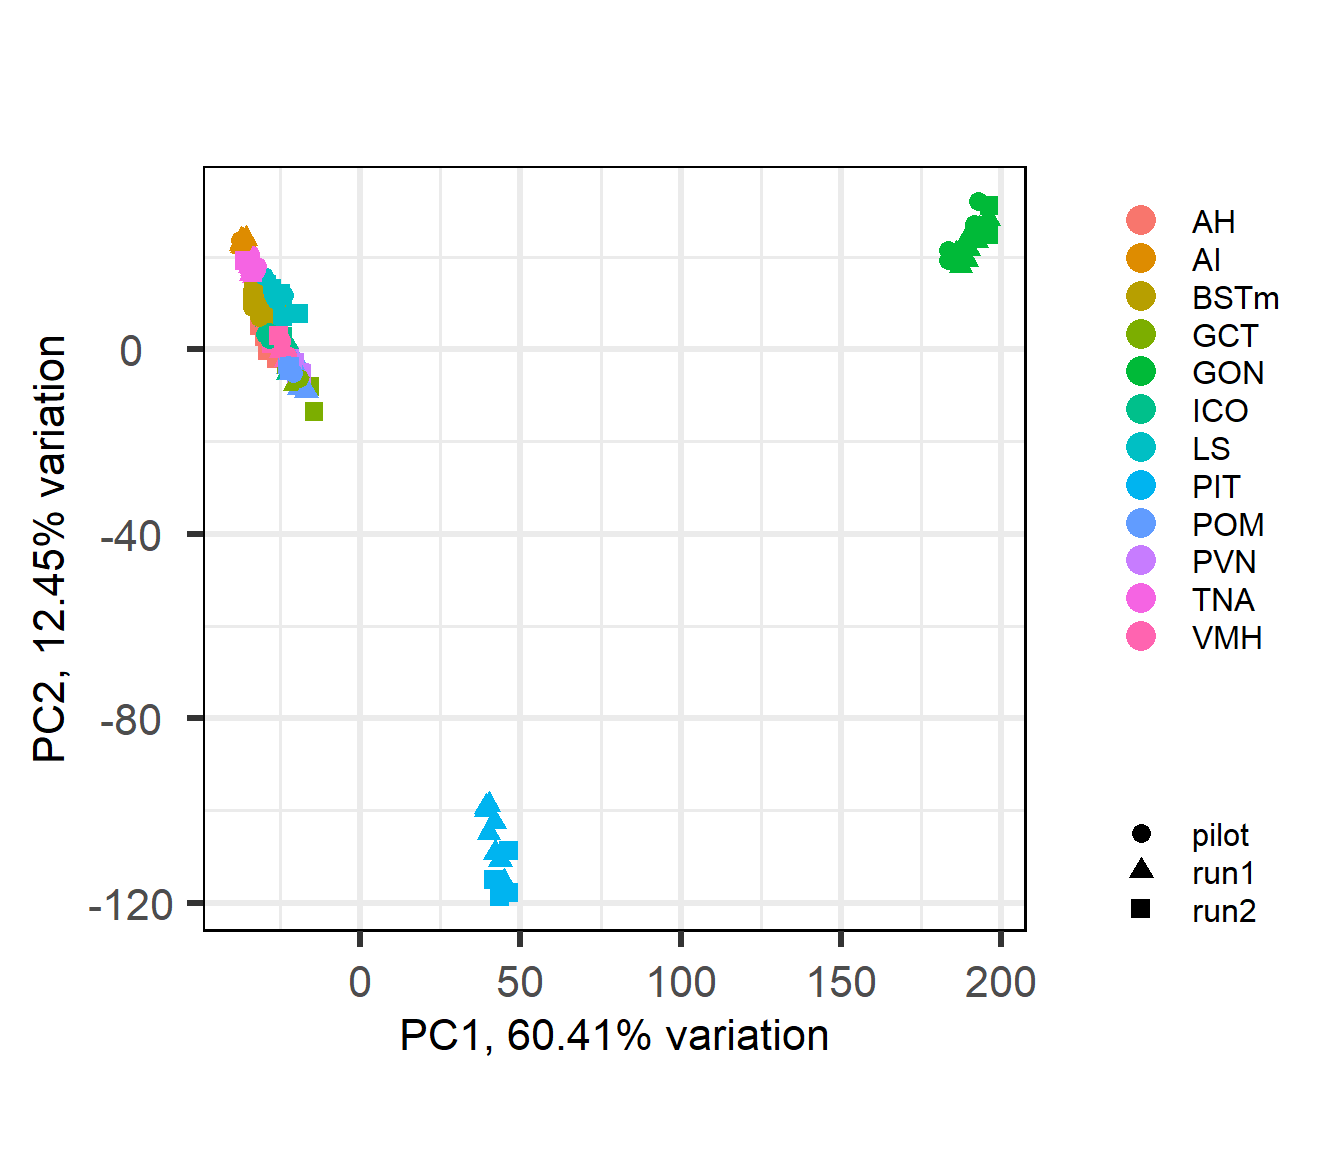 PC2, 12.45% variation
0
-40
-80
-120
0 50 100 150 200
PC1, 60.41% variation
AH
AI
BSTm
GCT
GON
ICO
LS
PIT
POM
PVN
TNA
VMH
pilot
run1
run2